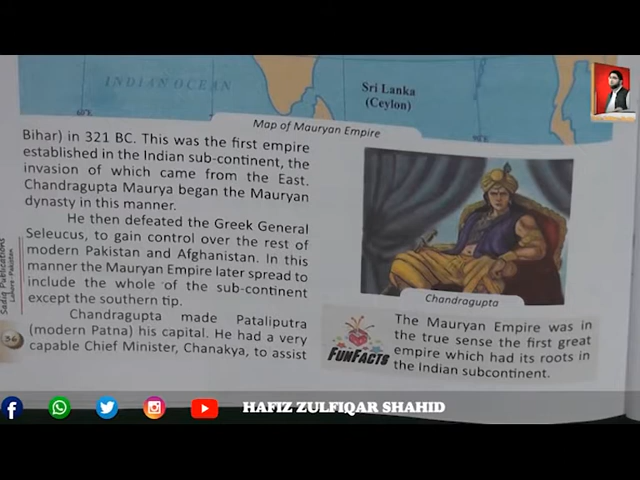 INDIAN OCEAN
Sri Lanka
(Ceylon)
Map of Mauryan Empire
Bihar) in 321 BC. This was the first empire
established in the Indian sub-continent, the
invasion of which came from the East.
Chandragupta Maurya began the Mauryan
dynasty in this manner.
He then defeated the Greek General
Seleucus, to gain control over the rest of
modern Pakistan and Afghanistan. In this
manner the Mauryan Empire later spread to
include the whole of the sub-continent
except the southern tip.
Chandragupta made Pataliputra
(modern Patna) his capital. He had a very
capable Chief Minister, Chanakya, to assist
Sadiq Publications
Lahore - Pakistan
36
Chandragupta
FUNFACTS
The Mauryan Empire was in
the true sense the first great
empire which had its roots in
the Indian subcontinent.
HAFIZ ZULFIQAR SHAHID